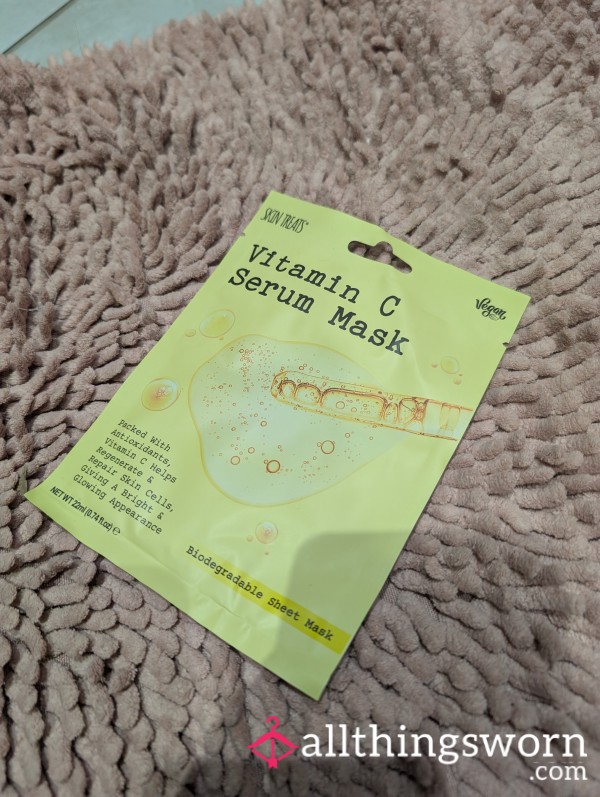 SKIN TREATS™
Vitamin C
Serum Mask
Vegan
Packed With
Antioxidants,
Vitamin C Helps
Regenerate &
Repair Skin Cells,
Giving A Bright &
Glowing Appearance
NET WT 22ml (0.74 fl.oz) ℮
Biodegradable Sheet Mask
allthingsworn
.com